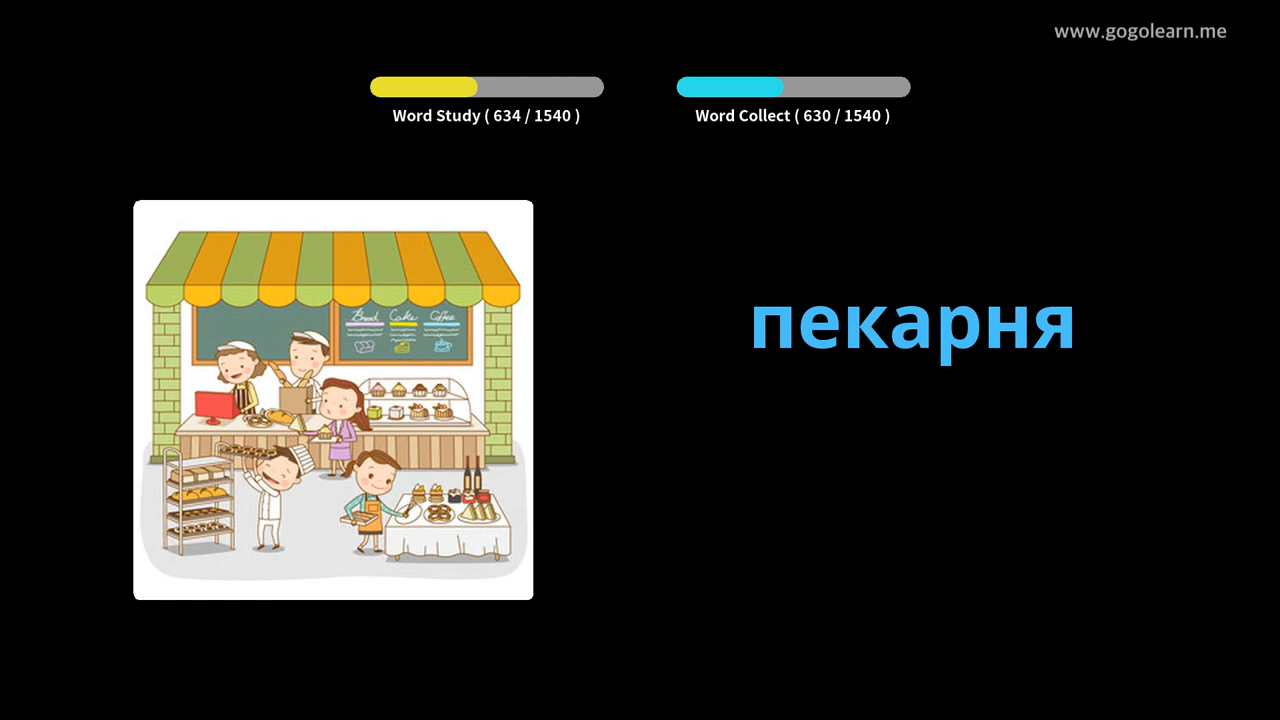 www.gogolearn.me
Word Study ( 634 / 1540 )
Word Collect ( 630 / 1540 )
Bread Cake Coffee
пекарня